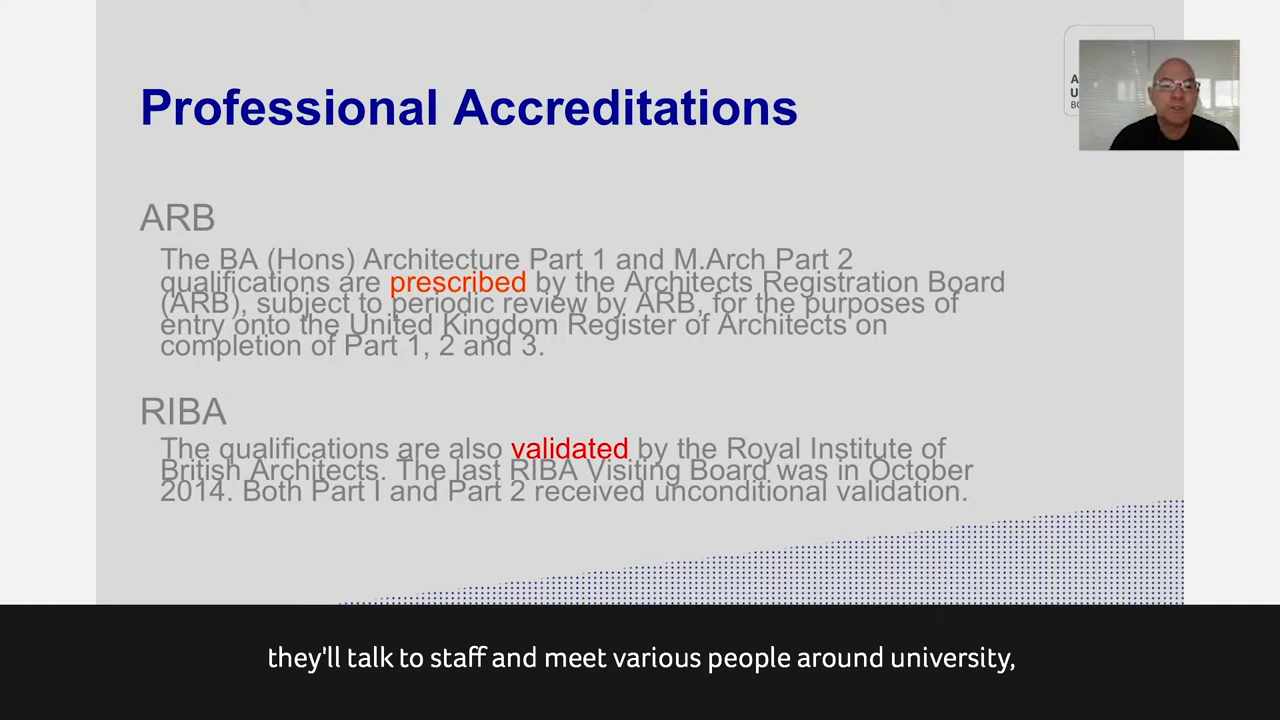 Professional Accreditations
A
U
BO
ARB
The BA (Hons) Architecture Part 1 and M.Arch Part 2
qualifications are prescribed by the Architects Registration Board
(ARB), subject to periodic review by ARB, for the purposes of
entry onto the United Kingdom Register of Architects on
completion of Part 1, 2 and 3.
RIBA
The qualifications are also validated by the Royal Institute of
British Architects. The last RIBA Visiting Board was in October
2014. Both Part I and Part 2 received unconditional validation.
they'll talk to staff and meet various people around university,